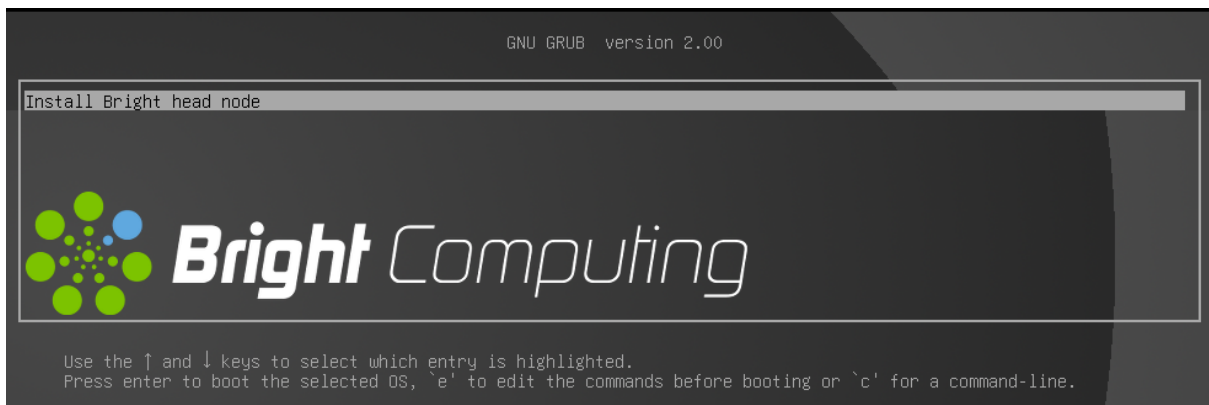 GNU GRUB  version 2.00
Install Bright head node
Bright Computing
Use the ↑ and ↓ keys to select which entry is highlighted.
Press enter to boot the selected OS, `e' to edit the commands before booting or `c' for a command-line.